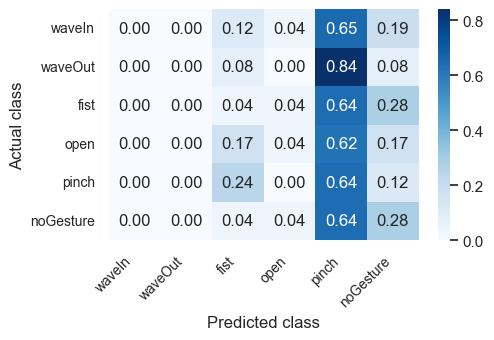 waveIn 0.00 0.00 0.12 0.04 0.65 0.19
waveOut 0.00 0.00 0.08 0.00 0.84 0.08
fist 0.00 0.00 0.04 0.04 0.64 0.28
open 0.00 0.00 0.17 0.04 0.62 0.17
pinch 0.00 0.00 0.24 0.00 0.64 0.12
noGesture 0.00 0.00 0.04 0.04 0.64 0.28
waveIn waveOut fist open pinch noGesture
Predicted class
Actual class
0.8
0.6
0.4
0.2
0.0